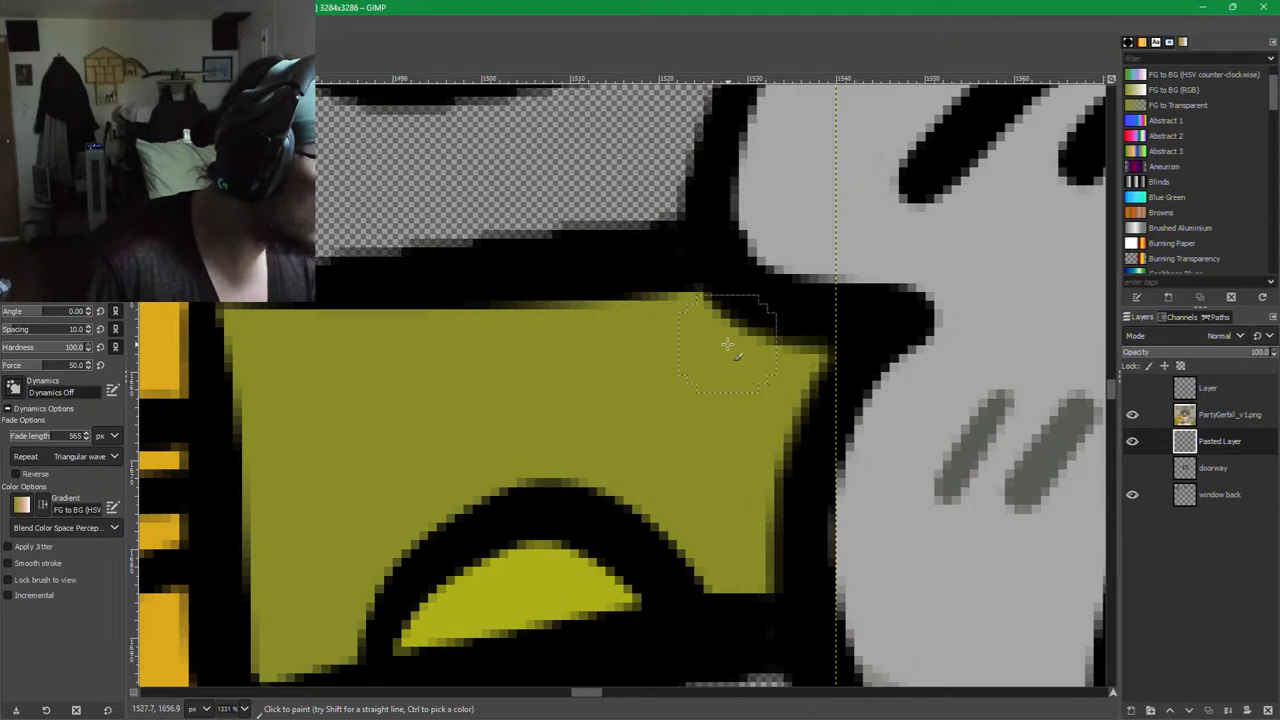 ) 3284x3286 – GIMP
filter
FG to BG (HSV counter-clockwise)
FG to BG (RGB)
FG to Transparent
Abstract 1
Abstract 2
Abstract 3
Aneurism
Blinds
Blue Green
Browns
Brushed Aluminum
Burning Paper
Burning Transparency
enter tags
Layers
Channels
Paths
Mode
Normal
Opacity
100.0
Lock:
Layer
PartyGerbil_v1.png
Pasted Layer
doorway
window back
1490
1500
1510
1520
1530
1540
1550
1560
Angle 0.00
Spacing 10.0
Hardness 100.0
Force 50.0
Dynamics
Dynamics Off
Dynamics Options
Fade Options
Fade length 565 px
Repeat Triangular wave
Reverse
Color Options
Gradient
FG to BG (HSV
Blend Color Space Percep...
Apply Jitter
Smooth stroke
Lock brush to view
Incremental
1527.7, 1656.9 px 1331 % Click to paint (try Shift for a straight line, Ctrl to pick a color)